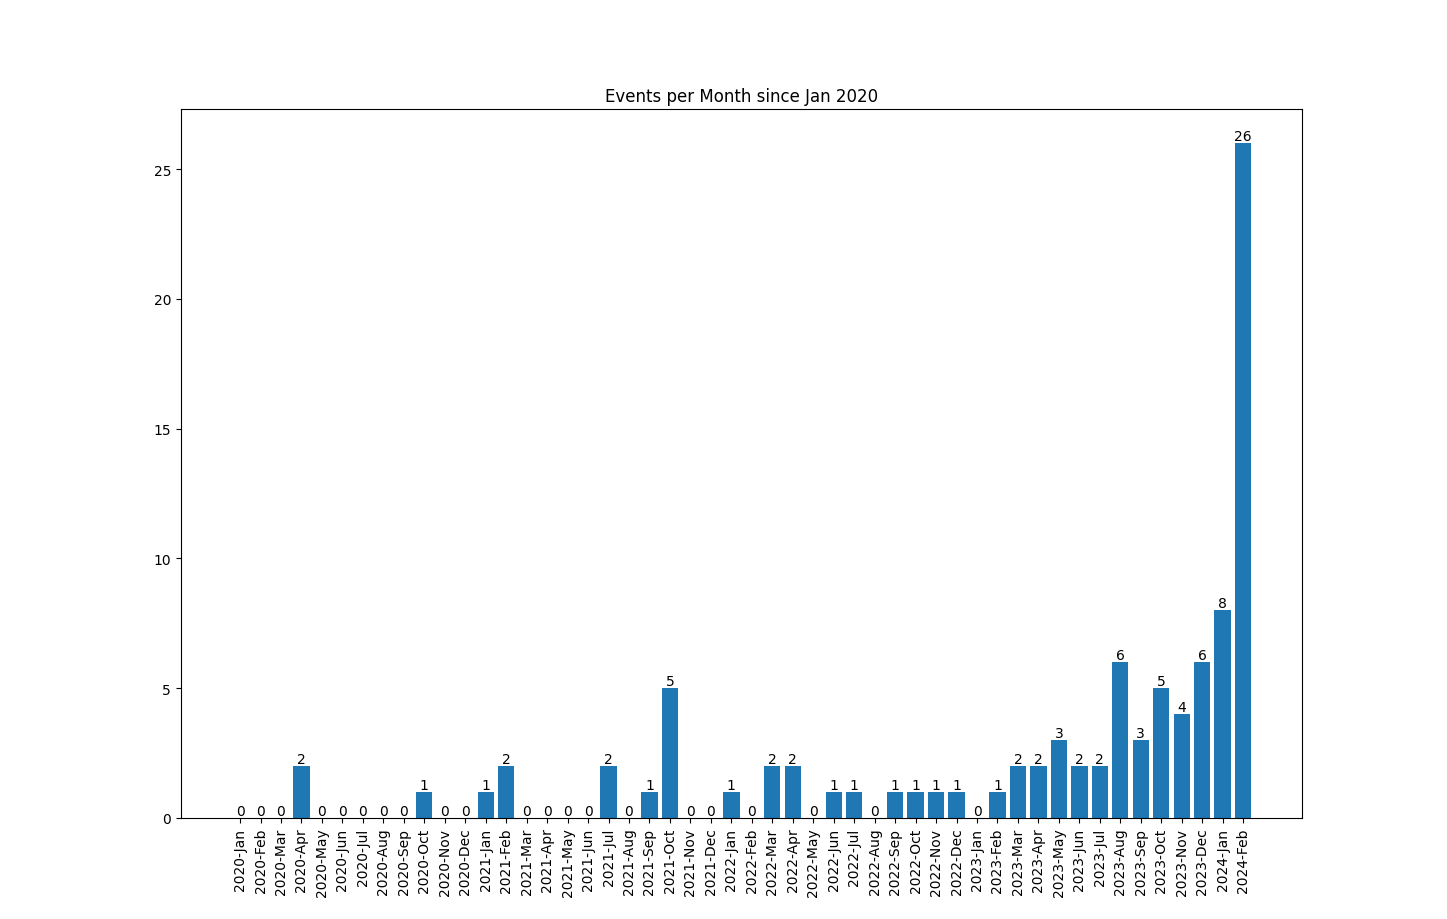 Events per Month since Jan 2020
25
20
15
10
5
0
0 0 0 2 0 0 0 0 0 1 0 0 1 2 0 0 0 0 2 0 1 5 0 0 1 0 2 2 0 1 1 0 1 1 1 1 0 1 2 2 3 2 2 6 3 5 4 6 8 26
2020-Jan
2020-Feb
2020-Mar
2020-Apr
2020-May
2020-Jun
2020-Jul
2020-Aug
2020-Sep
2020-Oct
2020-Nov
2020-Dec
2021-Jan
2021-Feb
2021-Mar
2021-Apr
2021-May
2021-Jun
2021-Jul
2021-Aug
2021-Sep
2021-Oct
2021-Nov
2021-Dec
2022-Jan
2022-Feb
2022-Mar
2022-Apr
2022-May
2022-Jun
2022-Jul
2022-Aug
2022-Sep
2022-Oct
2022-Nov
2022-Dec
2023-Jan
2023-Feb
2023-Mar
2023-Apr
2023-May
2023-Jun
2023-Jul
2023-Aug
2023-Sep
2023-Oct
2023-Nov
2023-Dec
2024-Jan
2024-Feb